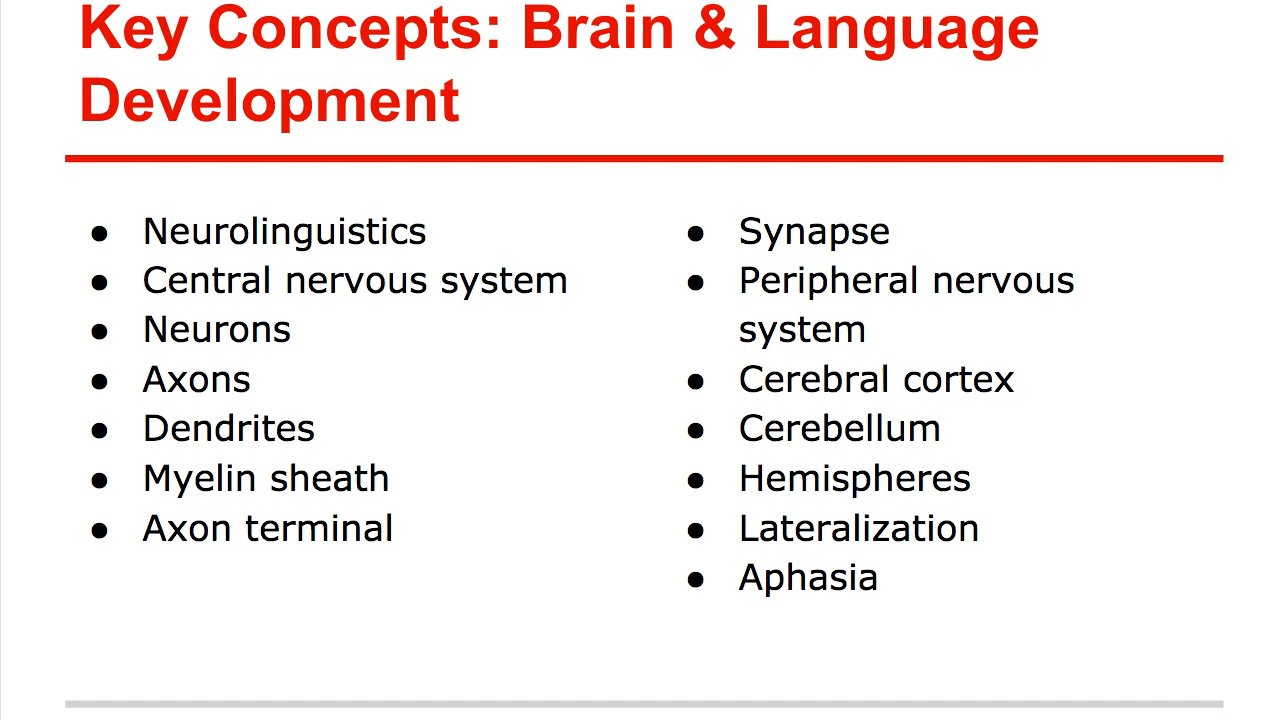 Key Concepts: Brain & Language
Development
● Neurolinguistics
● Central nervous system
● Neurons
● Axons
● Dendrites
● Myelin sheath
● Axon terminal
● Synapse
● Peripheral nervous
system
● Cerebral cortex
● Cerebellum
● Hemispheres
● Lateralization
● Aphasia